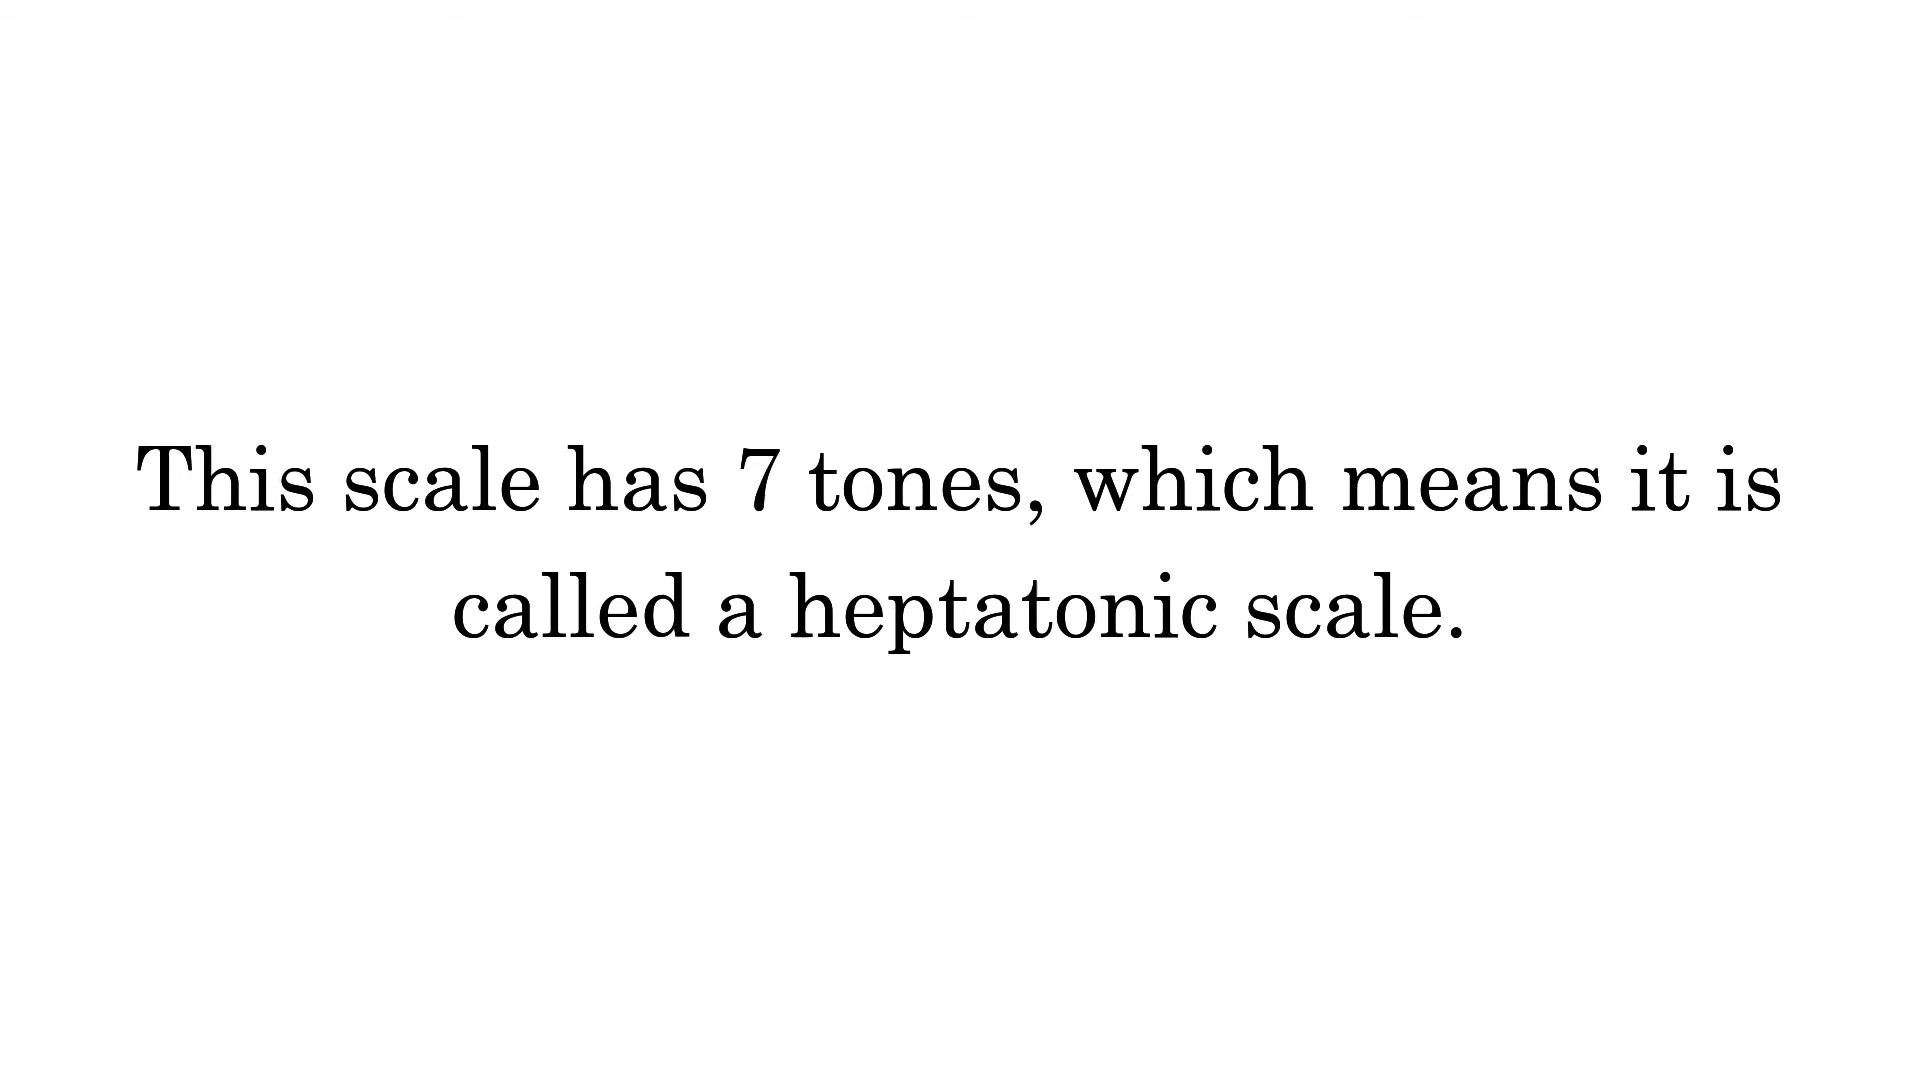 This scale has 7 tones, which means it is
called a heptatonic scale.